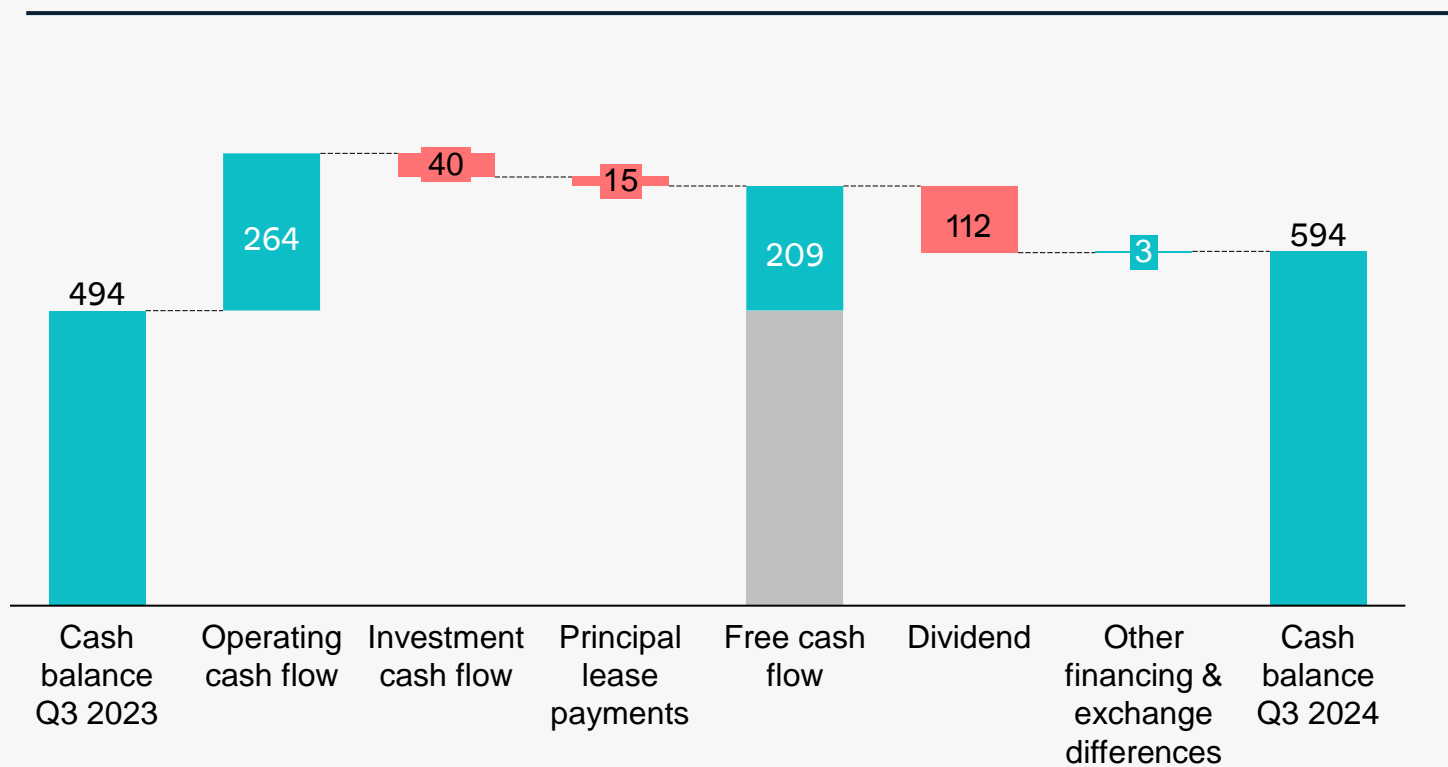 494
264
40
15
209
112
3
594
Cash
balance
Q3 2023
Operating
cash flow
Investment
cash flow
Principal
lease
payments
Free cash
flow
Dividend
Other
financing &
exchange
differences
Cash
balance
Q3 2024